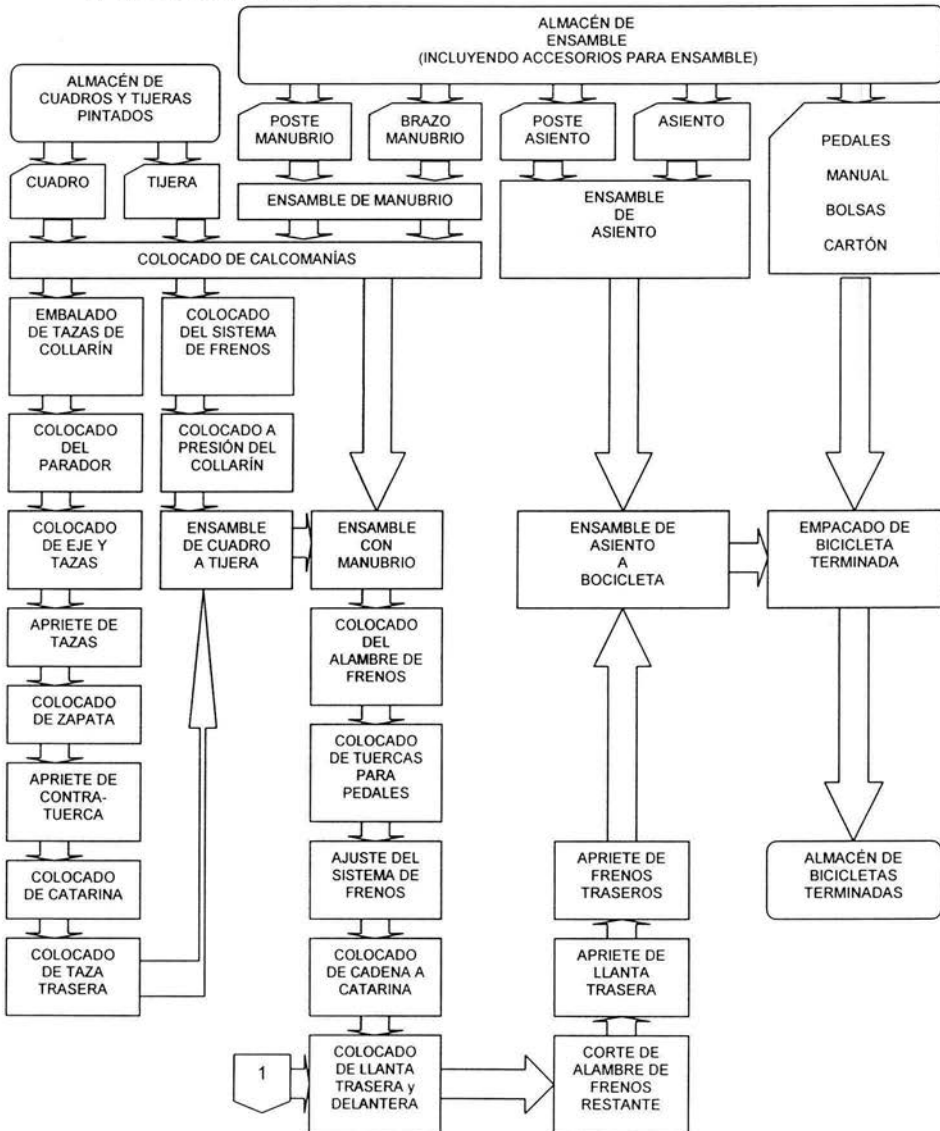 ALMACÉN DE
ENSAMBLE
(INCLUYENDO ACCESORIOS PARA ENSAMBLE)
ALMACÉN DE
CUADROS Y TIJERAS
PINTADOS
POSTE
MANUBRIO
BRAZO
MANUBRIO
POSTE
ASIENTO
ASIENTO
PEDALES
MANUAL
BOLSAS
CARTÓN
CUADRO
TIJERA
ENSAMBLE DE MANUBRIO
ENSAMBLE
DE
ASIENTO
COLOCADO DE CALCOMANÍAS
EMBALADO
DE TAZAS DE
COLLARÍN
COLOCADO
DEL SISTEMA
DE FRENOS
COLOCADO
DEL
PARADOR
COLOCADO A
PRESIÓN DEL
COLLARÍN
COLOCADO
DE EJE Y
TAZAS
ENSAMBLE
DE CUADRO
A TIJERA
ENSAMBLE
CON
MANUBRIO
ENSAMBLE DE
ASIENTO
A
BOCICLETA
EMPACADO DE
BICICLETA
TERMINADA
APRIETE DE
TAZAS
COLOCADO
DEL
ALAMBRE DE
FRENOS
COLOCADO
DE ZAPATA
COLOCADO
DE TUERCAS
PARA
PEDALES
APRIETE DE
CONTRA-
TUERCA
AJUSTE DEL
SISTEMA DE
FRENOS
APRIETE DE
FRENOS
TRASEROS
ALMACÉN DE
BICICLETAS
TERMINADAS
COLOCADO
DE CATARINA
COLOCADO
DE TAZA
TRASERA
COLOCADO
DE CADENA A
CATARINA
APRIETE DE
LLANTA
TRASERA
1
COLOCADO
DE LLANTA
TRASERA y
DELANTERA
CORTE DE
ALAMBRE DE
FRENOS
RESTANTE